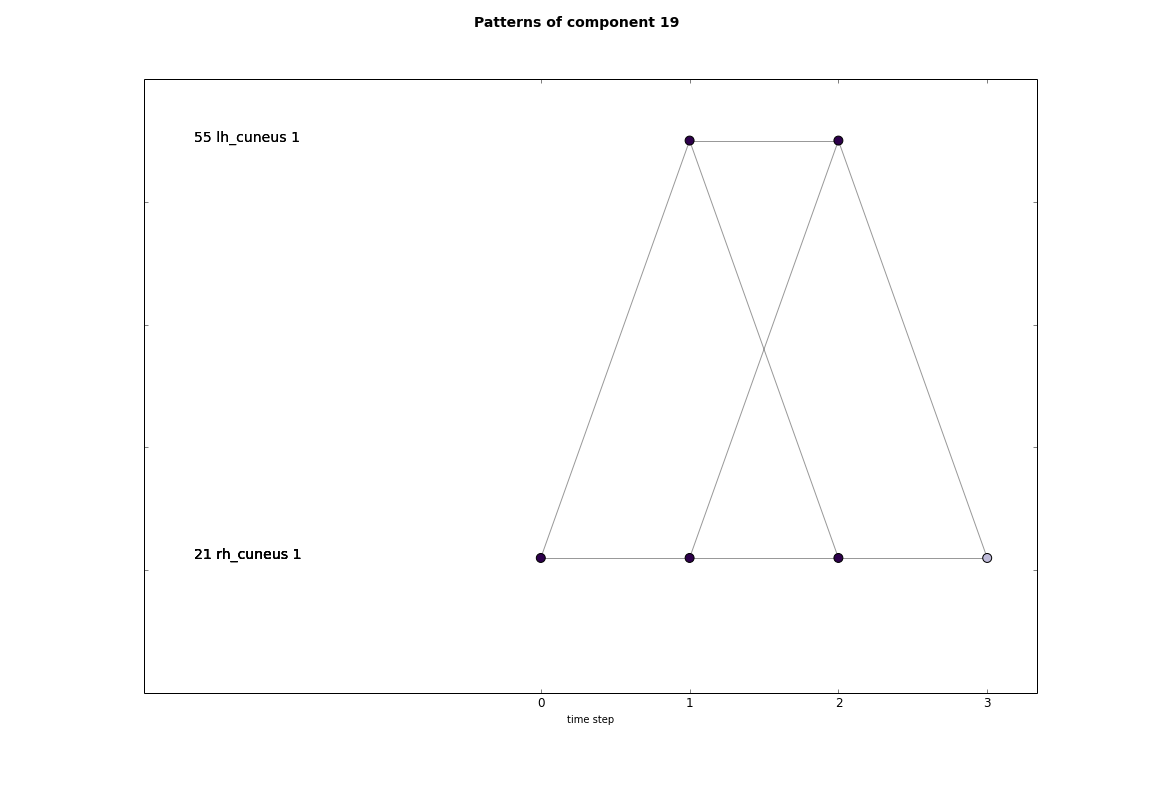 Patterns of component 19
55 lh_cuneus 1
21 rh_cuneus 1
0 1 2 3
time step